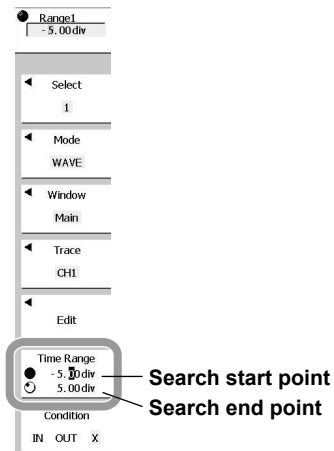 Range1
-5.00div
Select
1
Mode
WAVE
Window
Main
Trace
CH1
Edit
Time Range
-5.00div
5.00div
Search start point
Search end point
Condition
IN OUT X